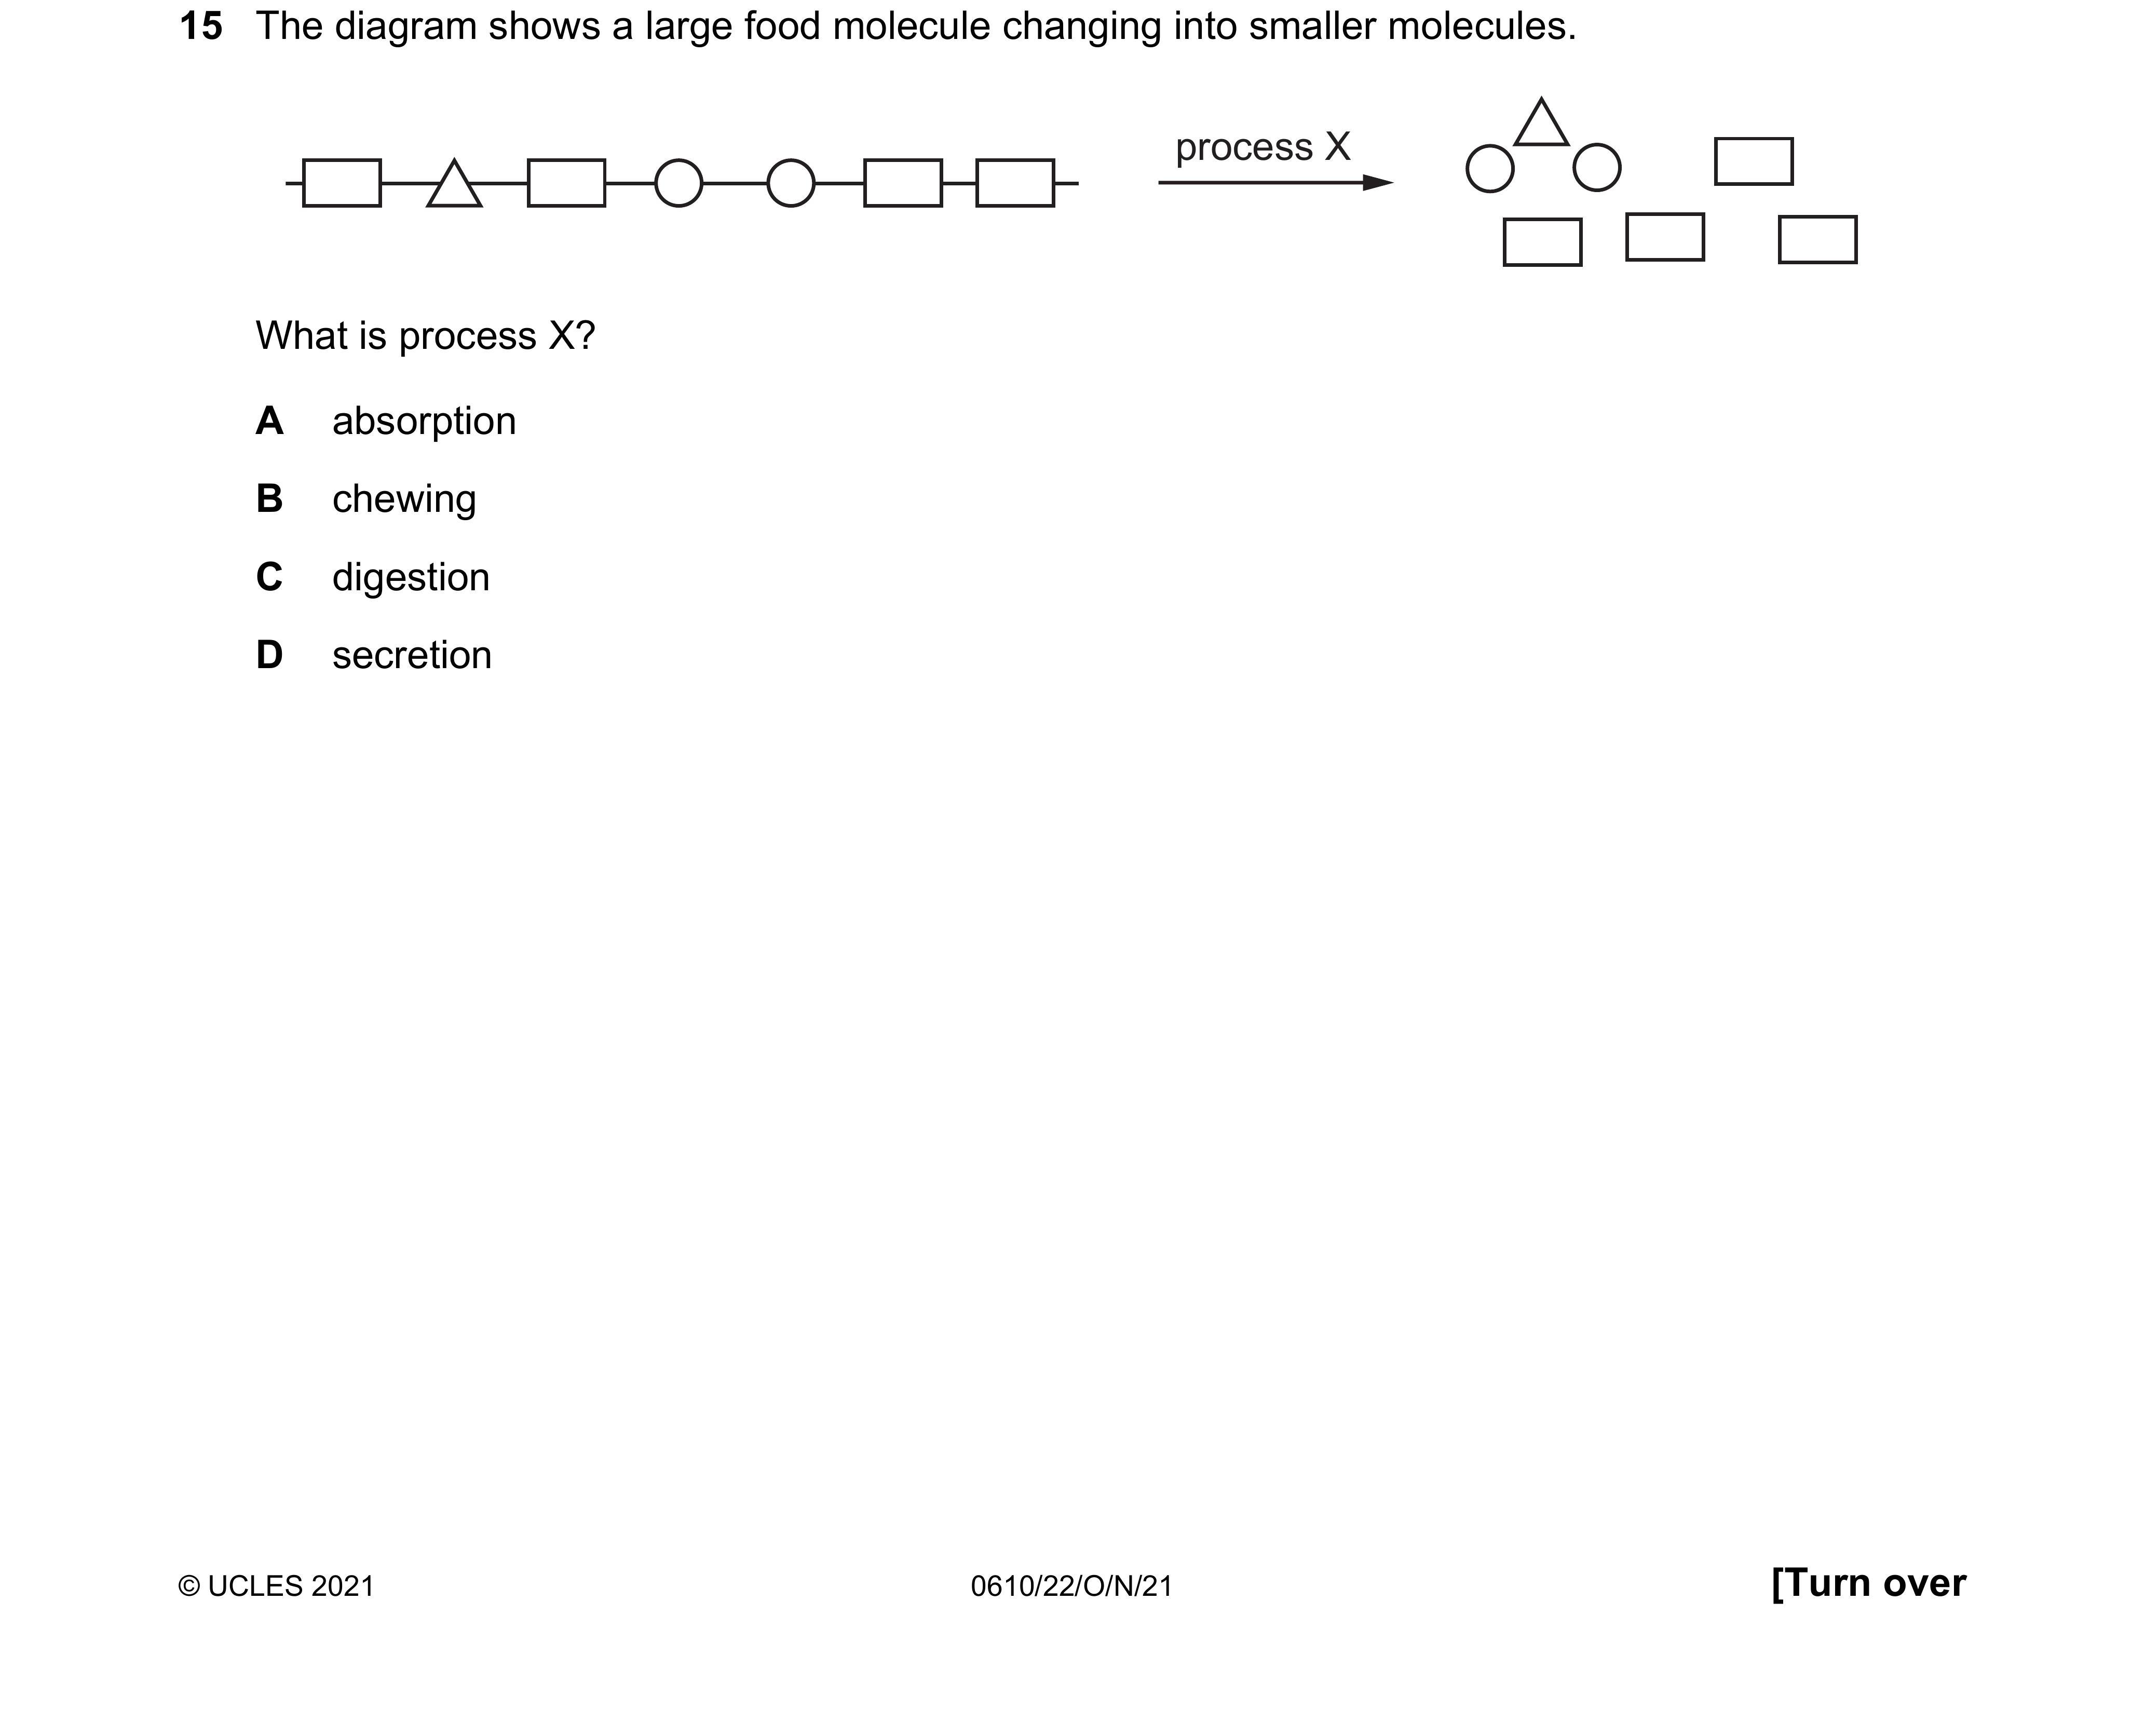 15 The diagram shows a large food molecule changing into smaller molecules.
process X
What is process X?
A absorption
B chewing
C digestion
D secretion
© UCLES 2021 0610/22/O/N/21 [Turn over